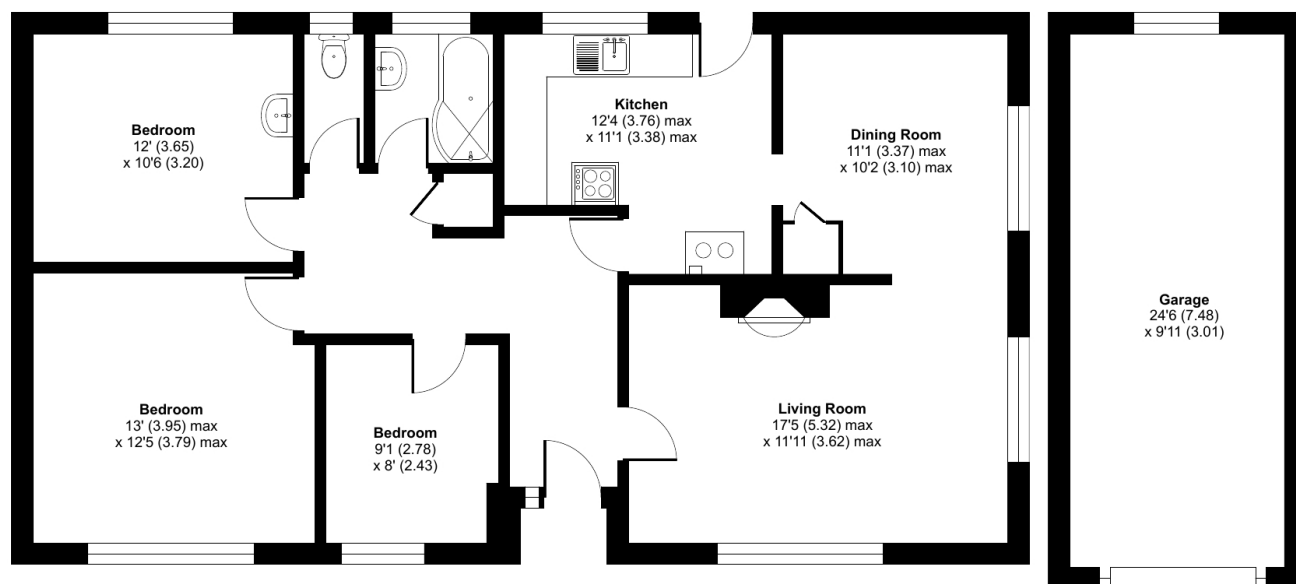 Bedroom
12' (3.65)
x 10'6 (3.20)
Kitchen
12'4 (3.76) max
x 11'1 (3.38) max
Dining Room
11'1 (3.37) max
x 10'2 (3.10) max
Garage
24'6 (7.48)
x 9'11 (3.01)
Bedroom
13' (3.95) max
x 12'5 (3.79) max
Bedroom
9'1 (2.78)
x 8' (2.43)
Living Room
17'5 (5.32) max
x 11'11 (3.62) max